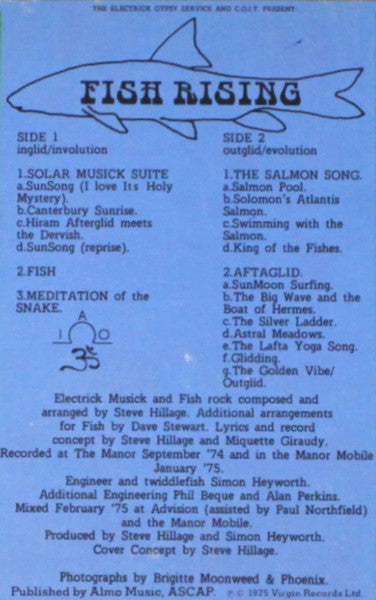 THE ELECTRICK GYPSY SERVICE AND C.O.I.T. PRESENT:
FISH RISING
SIDE 1
inglid/involution
1.SOLAR MUSICK SUITE
a.SunSong (I love Its Holy
Mystery).
b.Canterbury Sunrise.
c.Hiram Afterglid meets
the Dervish.
d.SunSong (reprise).
2.FISH
3.MEDITATION of the
SNAKE.
A
I O
ॐ
SIDE 2
outglid/evolution
1.THE SALMON SONG.
a.Salmon Pool.
b.Solomon's Atlantis
Salmon.
c.Swimming with the
Salmon.
d.King of the Fishes.
2.AFTAGLID.
a.SunMoon Surfing.
b.The Big Wave and the
Boat of Hermes.
c.The Silver Ladder.
d.Astral Meadows.
e.The Lafta Yoga Song.
f.Glidding.
g.The Golden Vibe/
Outglid.
Electrick Musick and Fish rock composed and
arranged by Steve Hillage. Additional arrangements
for Fish by Dave Stewart. Lyrics and record
concept by Steve Hillage and Miquette Giraudy.
Recorded at The Manor September '74 and in the Manor Mobile
January '75.
Engineer and twiddlefish Simon Heyworth.
Additional Engineering Phil Beque and Alan Perkins.
Mixed February '75 at Advision (assisted by Paul Northfield)
and the Manor Mobile.
Produced by Steve Hillage and Simon Heyworth.
Cover Concept by Steve Hillage.
Photographs by Brigitte Moonweed & Phoenix.
Published by Almo Music, ASCAP. ℗ © 1975 Virgin Records Ltd.